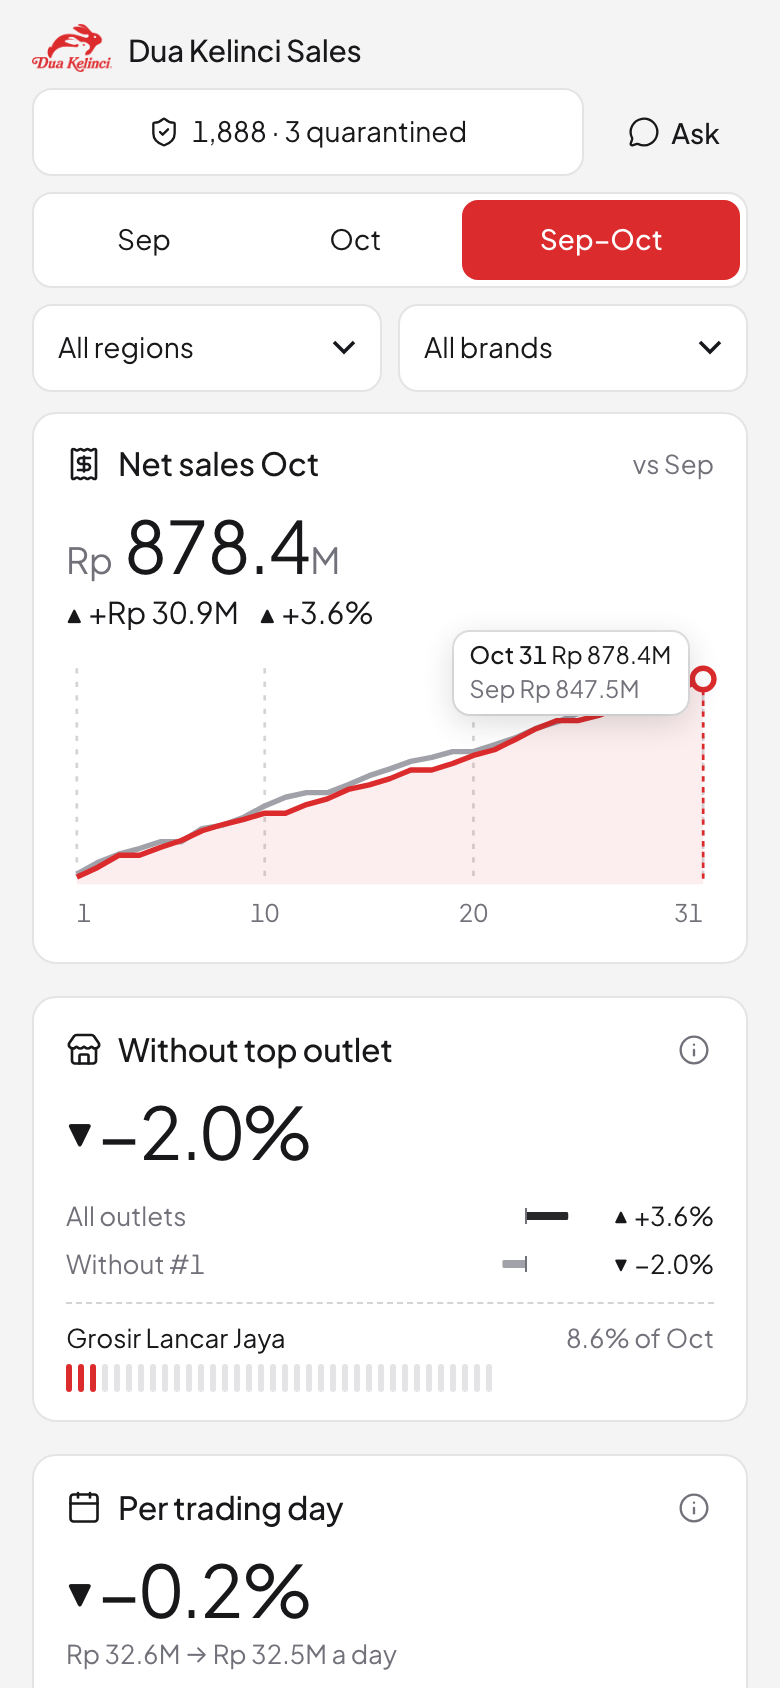 Dua Kelinci
Dua Kelinci Sales
1,888 · 3 quarantined
Ask
Sep
Oct
Sep–Oct
All regions
All brands
Net sales Oct
vs Sep
Rp 878.4M
▲ +Rp 30.9M ▲ +3.6%
Oct 31 Rp 878.4M
Sep Rp 847.5M
1 10 20 31
Without top outlet
▼ –2.0%
All outlets ▲ +3.6%
Without #1 ▼ –2.0%
Grosir Lancar Jaya 8.6% of Oct
Per trading day
▼ –0.2%
Rp 32.6M → Rp 32.5M a day